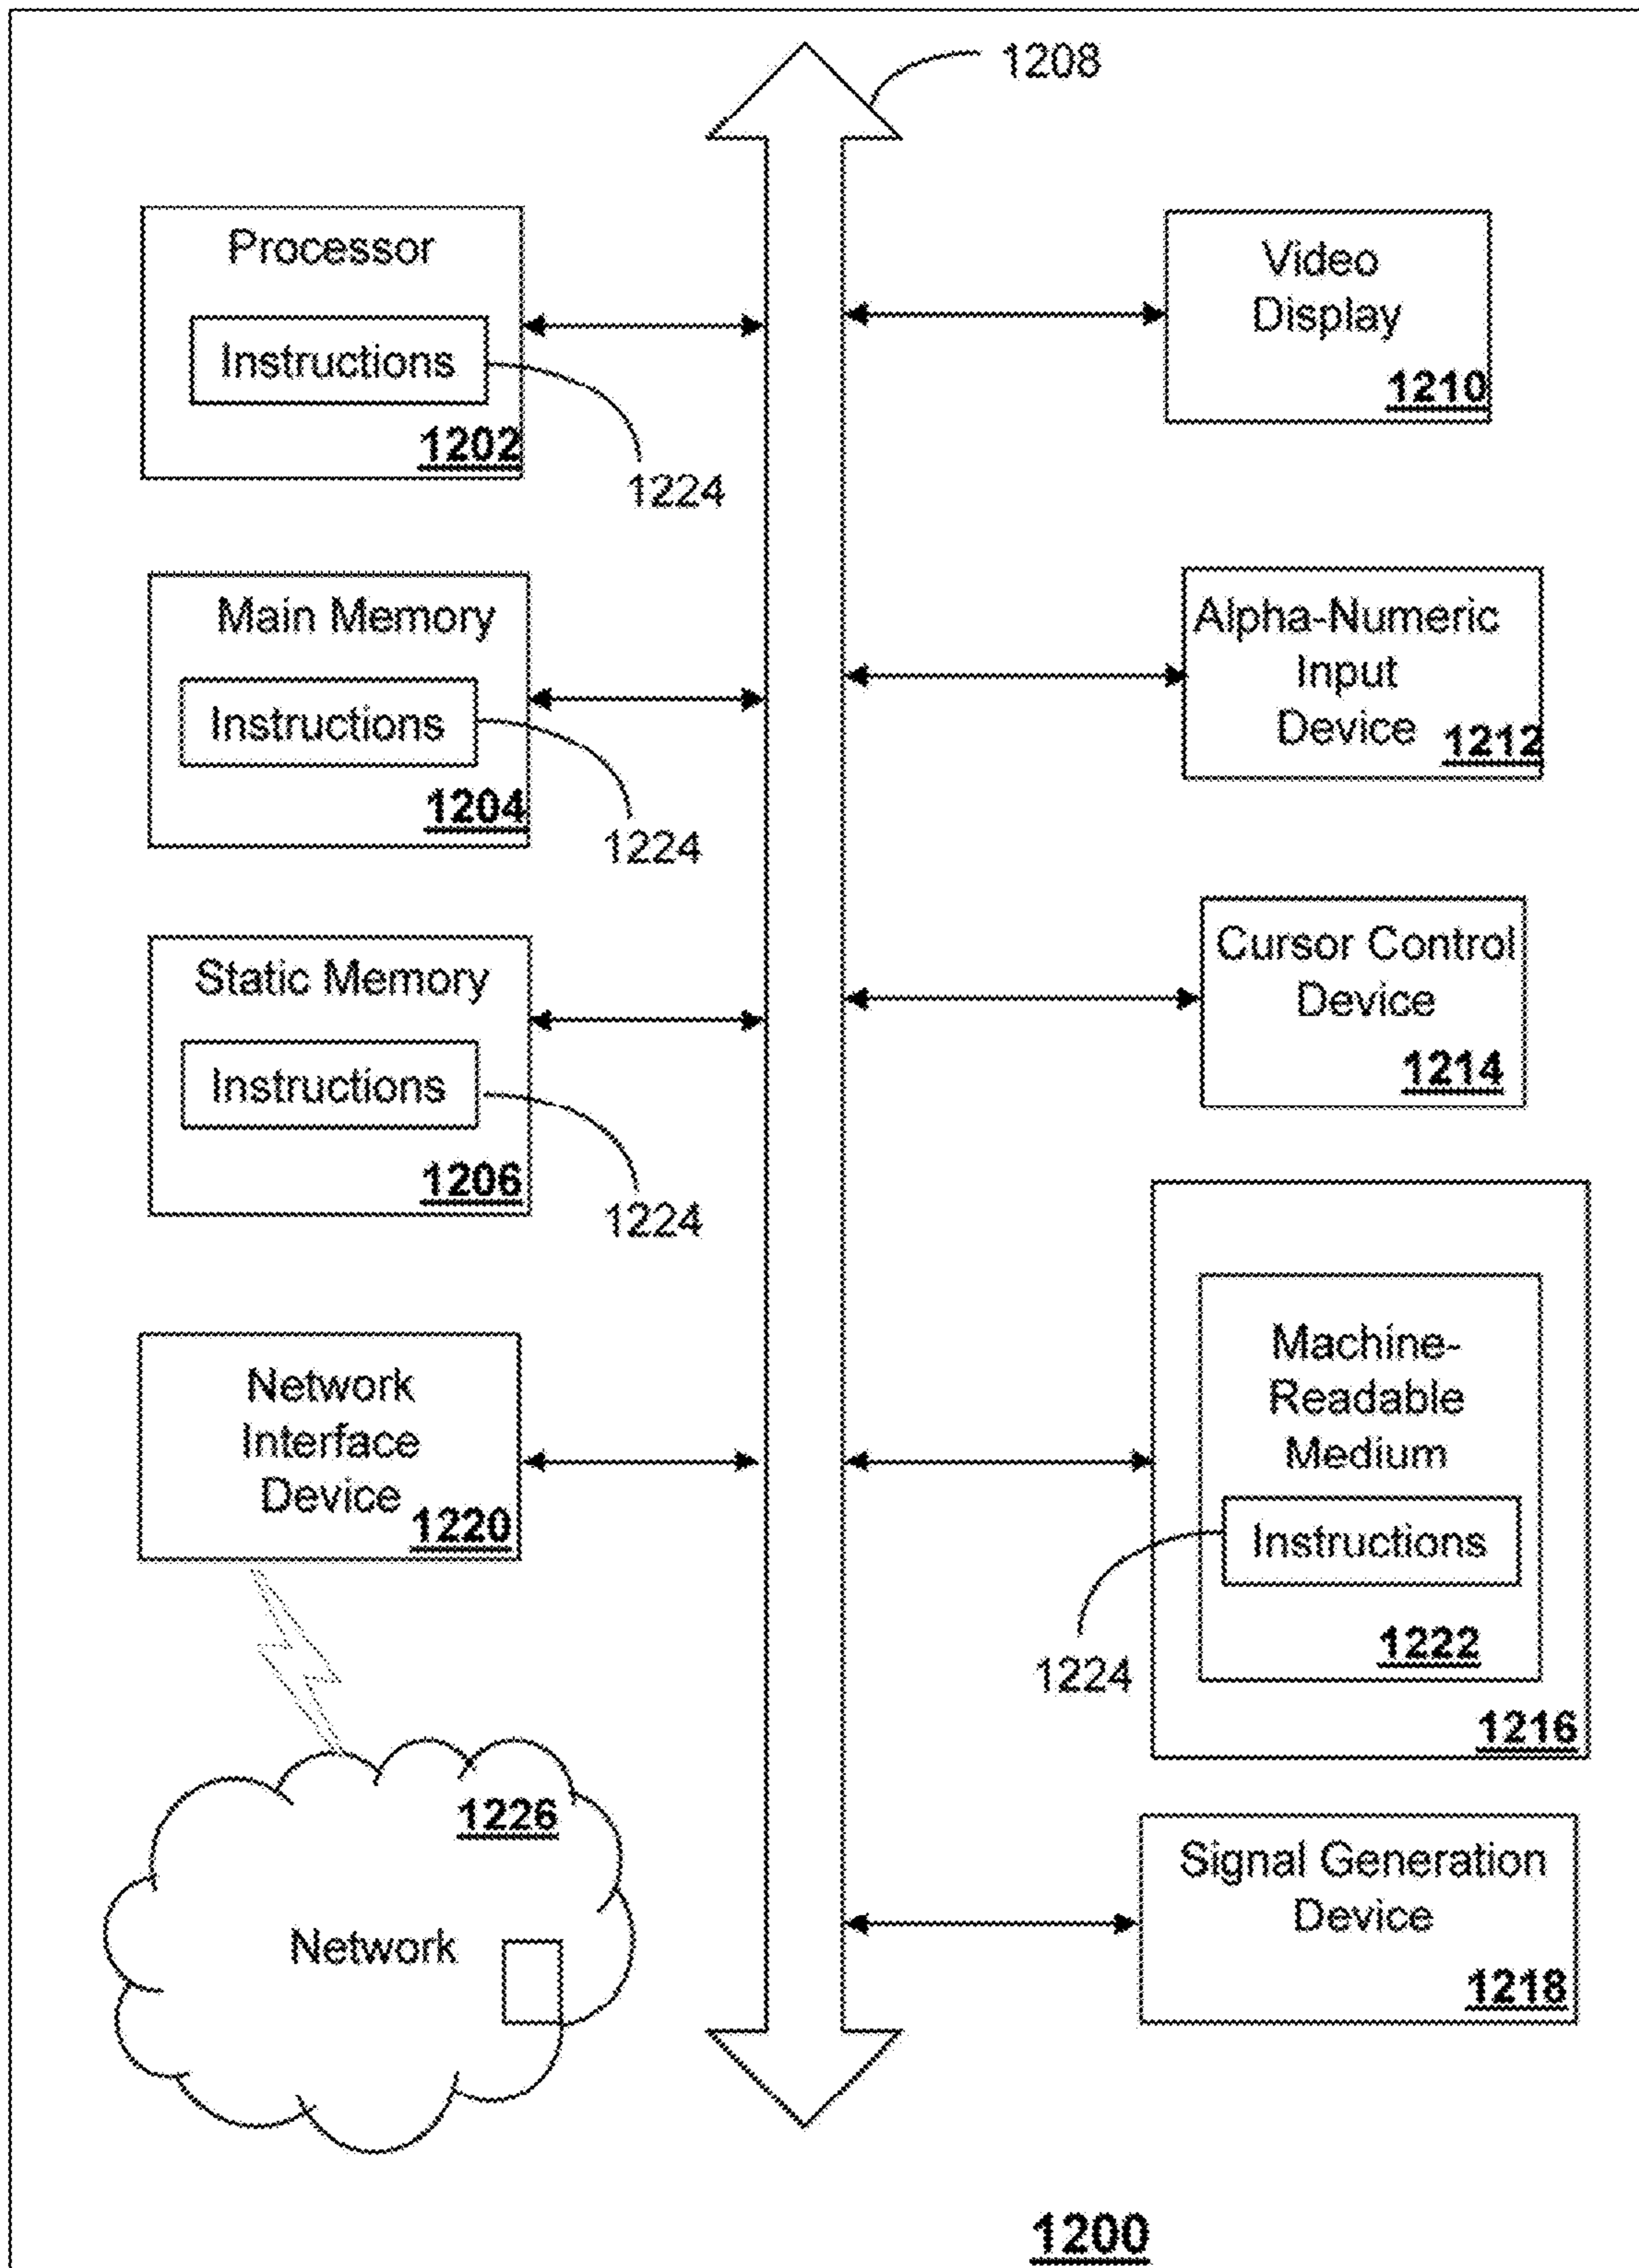 1208
Processor
Instructions
1202
1224
Video
Display
1210
Main Memory
Instructions
1204
1224
Alpha-Numeric
Input
Device
1212
Static Memory
Instructions
1206
1224
Cursor Control
Device
1214
Network
Interface
Device
1220
Machine-
Readable
Medium
Instructions
1224
1222
1216
1226
Network
Signal Generation
Device
1218
1200